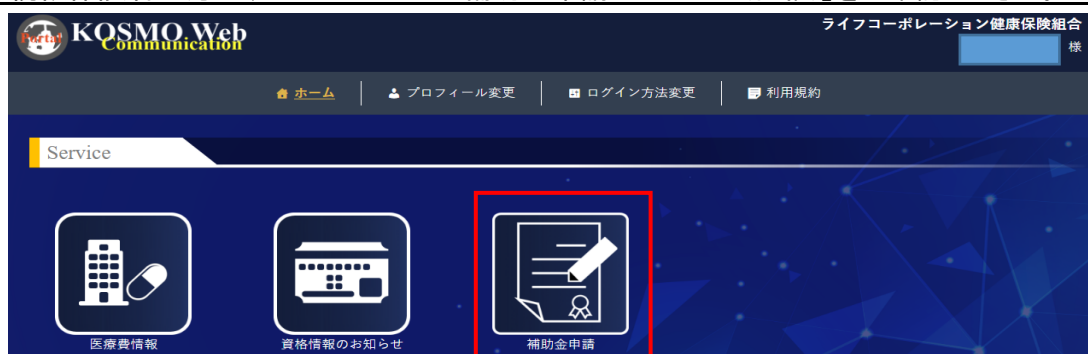 Portal
KOSMO Web
Communication
ライフコーポレーション健康保険組合
様
ホーム
プロフィール変更
ログイン方法変更
利用規約
Service
医療費情報
資格情報のお知らせ
補助金申請